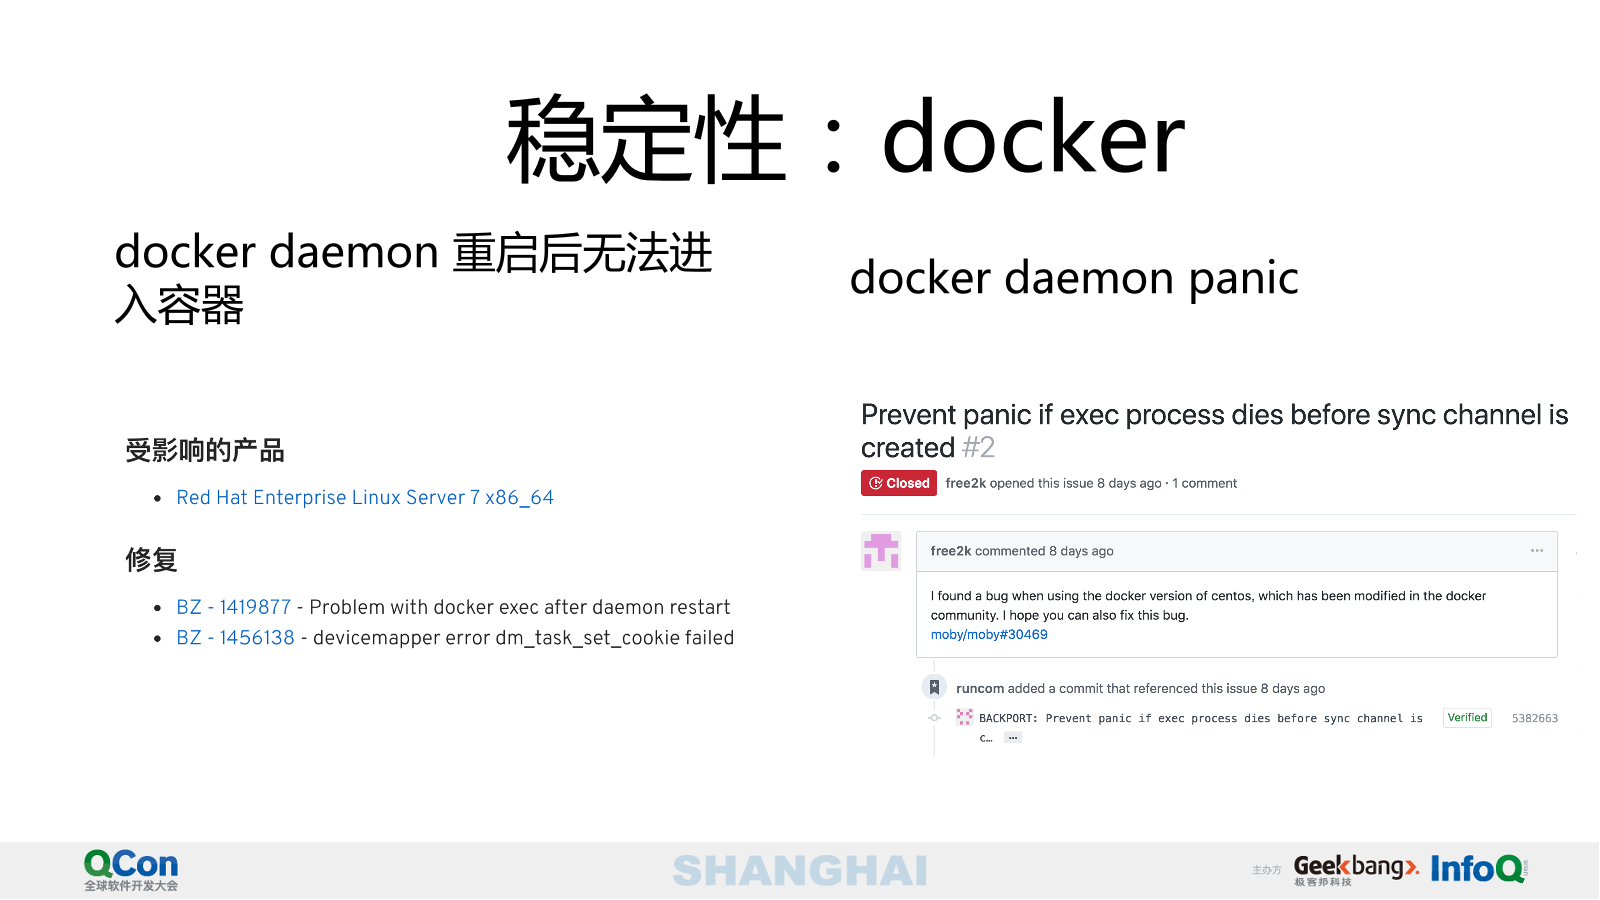 稳定性：docker
docker daemon 重启后无法进
入容器
受影响的产品
• Red Hat Enterprise Linux Server 7 x86_64
修复
• BZ - 1419877 - Problem with docker exec after daemon restart
• BZ - 1456138 - devicemapper error dm_task_set_cookie failed
docker daemon panic
Prevent panic if exec process dies before sync channel is
created #2
Closed free2k opened this issue 8 days ago · 1 comment
free2k commented 8 days ago ···
I found a bug when using the docker version of centos, which has been modified in the docker
community. I hope you can also fix this bug.
moby/moby#30469
runcom added a commit that referenced this issue 8 days ago
BACKPORT: Prevent panic if exec process dies before sync channel is Verified 5382663
c… ···
QCon
全球软件开发大会
SHANGHAI
主办方 Geekbang>. InfoQ
极客邦科技